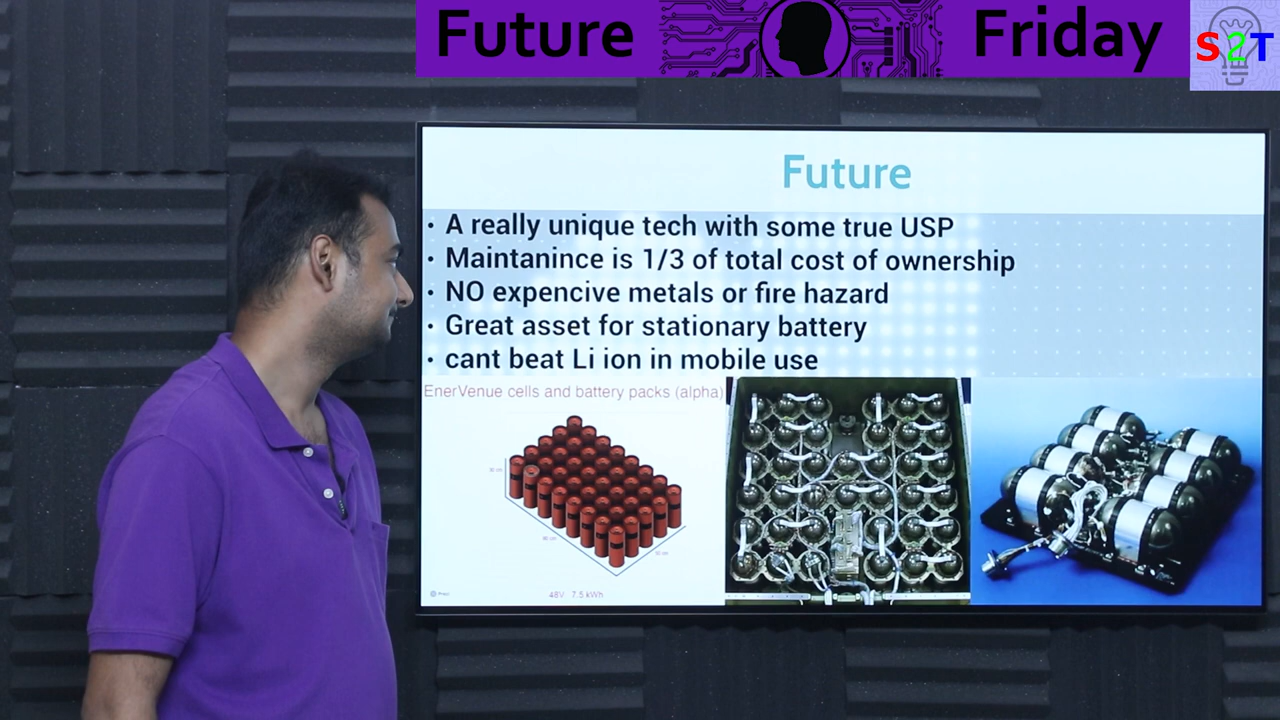 Future Friday
S2T
Future
• A really unique tech with some true USP
• Maintanince is 1/3 of total cost of ownership
• NO expencive metals or fire hazard
• Great asset for stationary battery
• cant beat Li ion in mobile use
EnerVenue cells and battery packs (alpha)
48V 7.5 kWh
Prezi